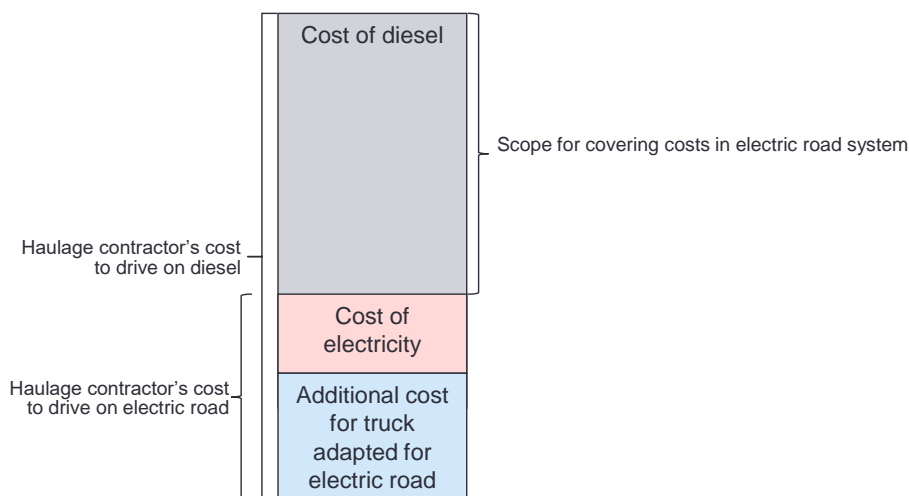 Cost of diesel
Scope for covering costs in electric road system
Haulage contractor’s cost
to drive on diesel
Cost of
electricity
Haulage contractor’s cost
to drive on electric road
Additional cost
for truck
adapted for
electric road